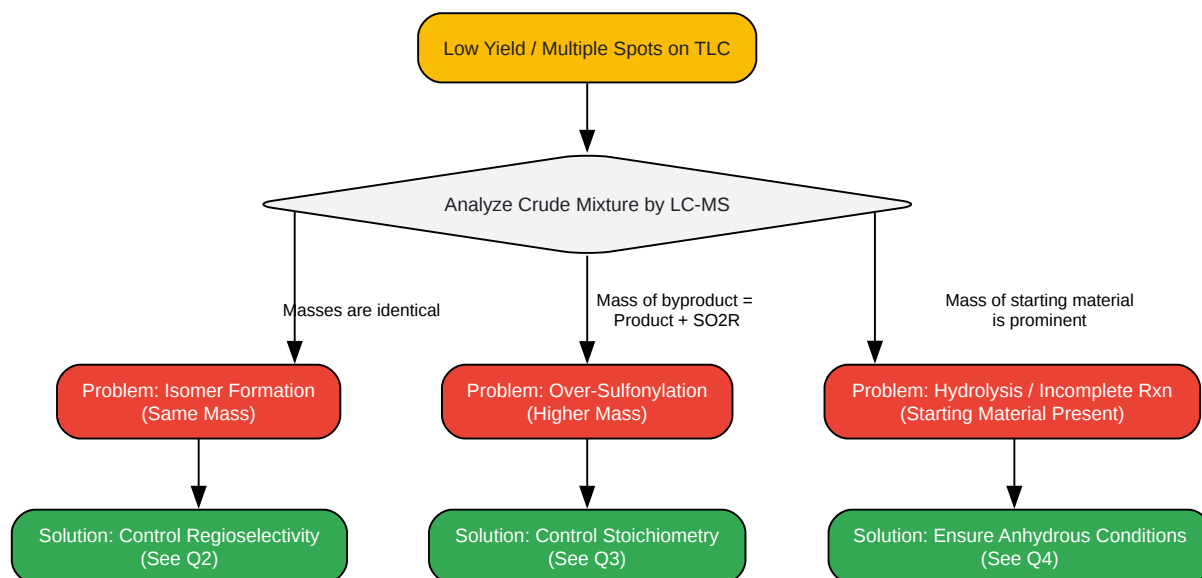 Low Yield / Multiple Spots on TLC
Analyze Crude Mixture by LC-MS
Masses are identical
Mass of byproduct =
Product + SO2R
Mass of starting material
is prominent
Problem: Isomer Formation
(Same Mass)
Problem: Over-Sulfonylation
(Higher Mass)
Problem: Hydrolysis / Incomplete Rxn
(Starting Material Present)
Solution: Control Regioselectivity
(See Q2)
Solution: Control Stoichiometry
(See Q3)
Solution: Ensure Anhydrous Conditions
(See Q4)